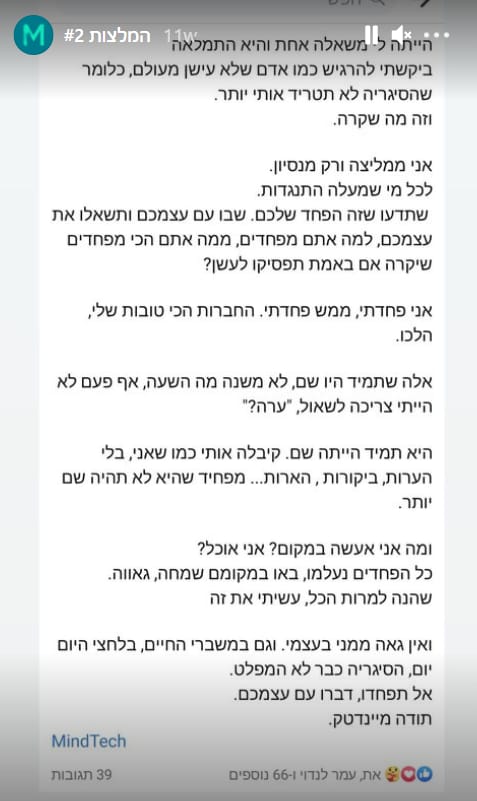 המלצות 2# 11w
הייתה לי משאלה אחת והיא התמלאה
ביקשתי להרגיש כמו אדם שלא עישן מעולם, כלומר
שהסיגריה לא תטריד אותי יותר.
וזה מה שקרה.
אני ממליצה ורק מנסיון.
לכל מי שמעלה התנגדות.
שתדעו שזה הפחד שלכם. שבו עם עצמכם ותשאלו את
עצמכם, למה אתם מפחדים, ממה אתם הכי מפחדים
שיקרה אם באמת תפסיקו לעשן?
אני פחדתי, ממש פחדתי. החברות הכי טובות שלי,
הלכו.
אלה שתמיד היו שם, לא משנה מה השעה, אף פעם לא
הייתי צריכה לשאול, "ערה?"
היא תמיד הייתה שם. קיבלה אותי כמו שאני, בלי
הערות, ביקורות , הארות... מפחיד שהיא לא תהיה שם
יותר.
ומה אני אעשה במקום? אני אוכל?
כל הפחדים נעלמו, באו במקומם שמחה, גאווה.
שהנה למרות הכל, עשיתי את זה
ואין גאה ממני בעצמי. וגם במשברי החיים, בלחצי היום
יום, הסיגריה כבר לא המפלט.
אל תפחדו, דברו עם עצמכם.
תודה מיינדטק.
MindTech
את, עמר לנדוי ו-66 נוספים
39 תגובות